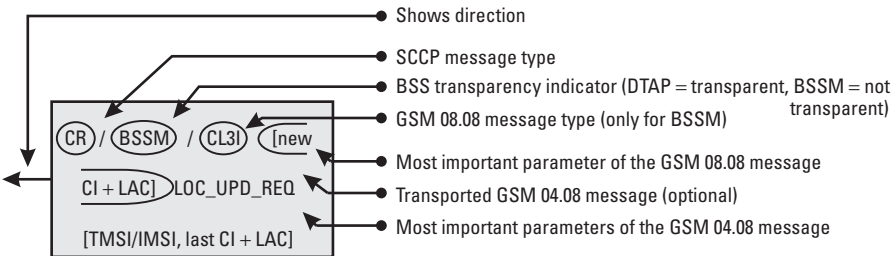 Shows direction
SCCP message type
BSS transparency indicator (DTAP = transparent, BSSM = not
transparent)
GSM 08.08 message type (only for BSSM)
Most important parameter of the GSM 08.08 message
Transported GSM 04.08 message (optional)
Most important parameters of the GSM 04.08 message
CR / BSSM / CL3I [new
CI + LAC] LOC_UPD_REQ
[TMSI/IMSI, last CI + LAC]